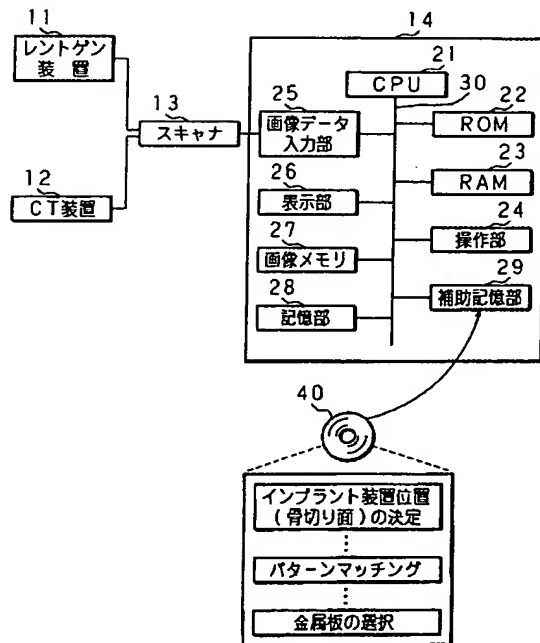 11
レントゲン
装 置
12
CT装置
13
スキャナ
14
21
CPU
30
25
画像データ
入力部
22
ROM
26
表示部
23
RAM
27
画像メモリ
24
操作部
28
記憶部
29
補助記憶部
40
インプラント装置位置
(骨切り面)の決定
パターンマッチング
金属板の選択